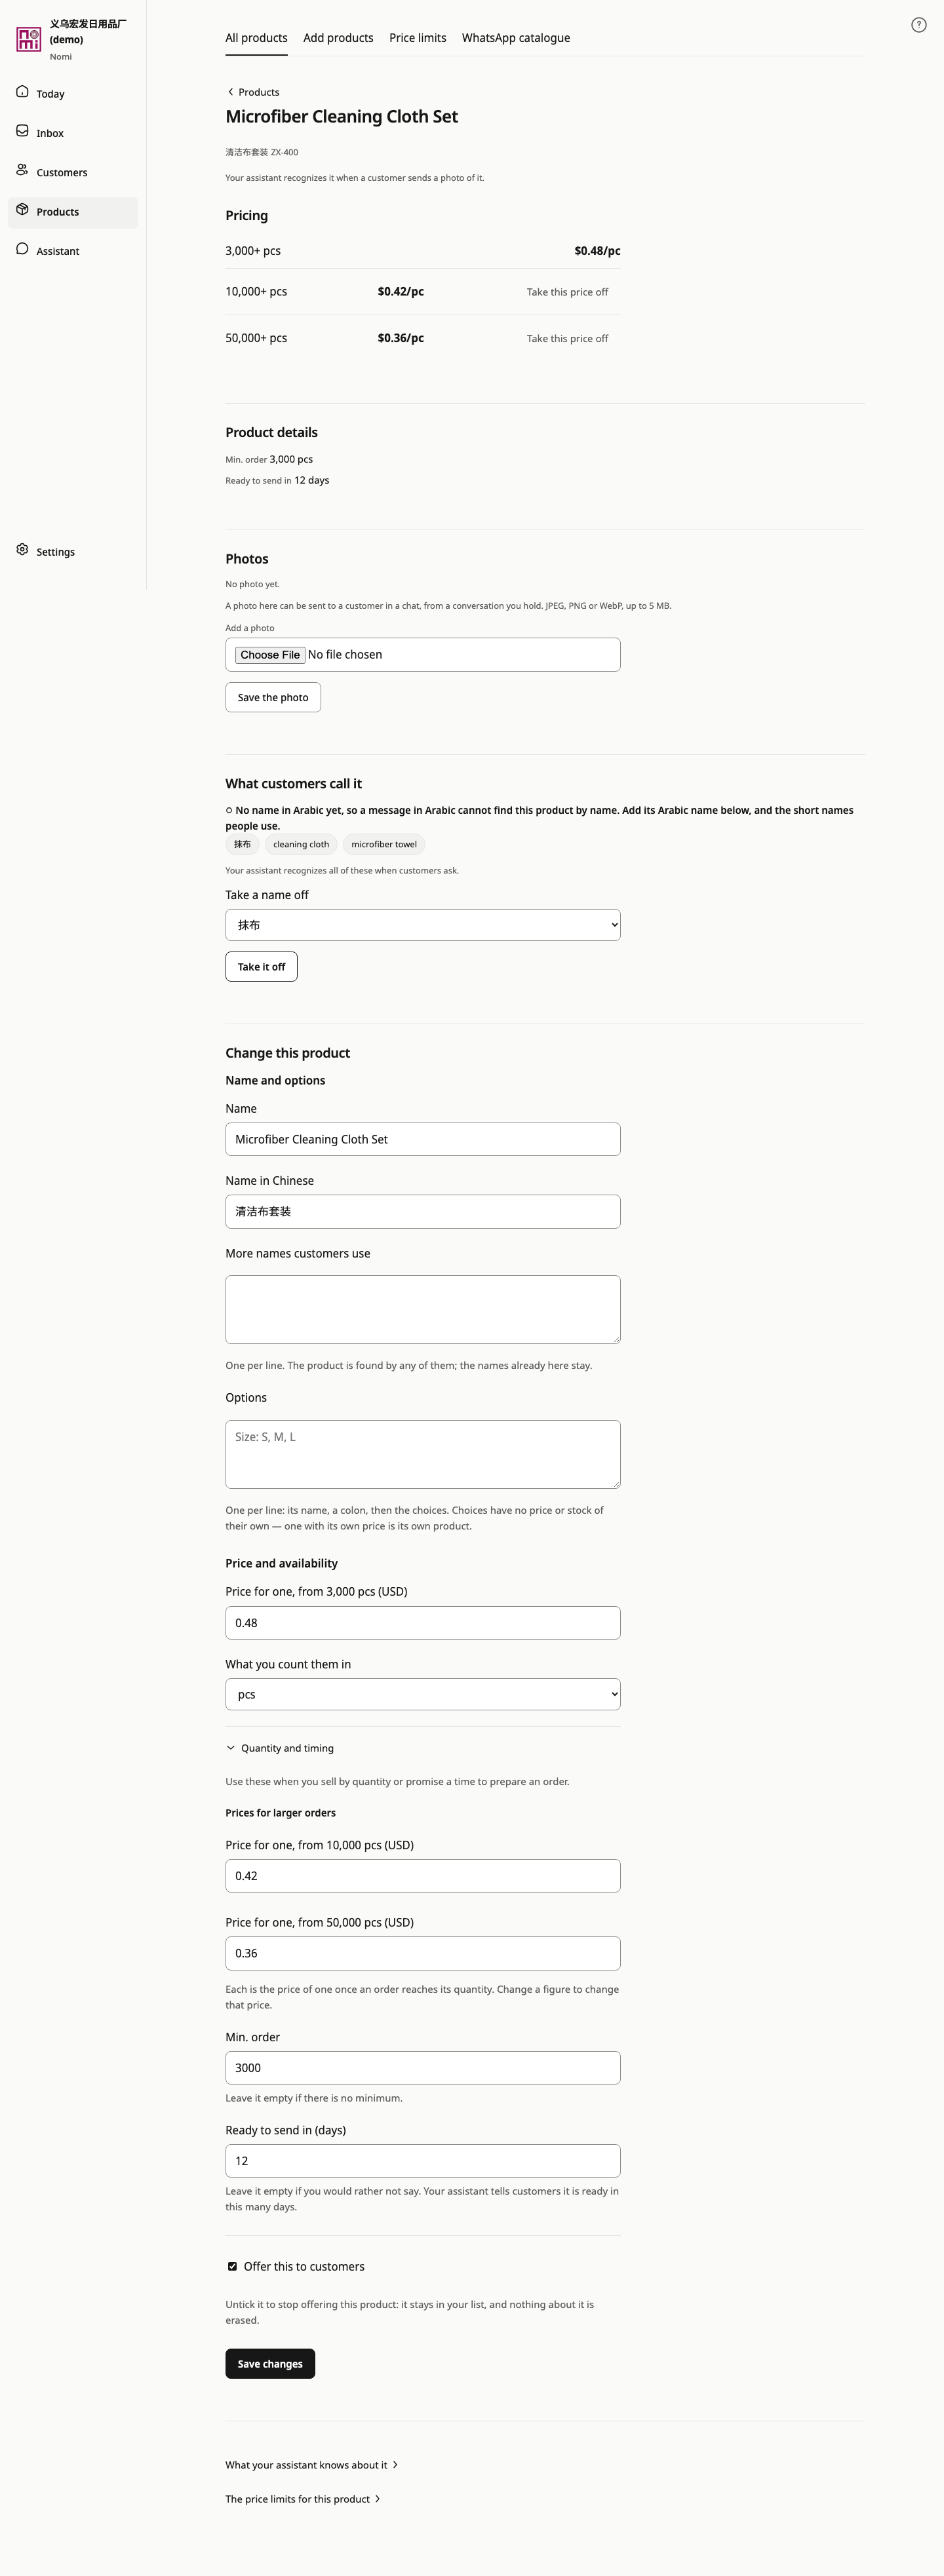 义乌宏发日用品厂
(demo)
Nomi
Today
Inbox
Customers
Products
Assistant
Settings
All products
Add products
Price limits
WhatsApp catalogue
Products
Microfiber Cleaning Cloth Set
清洁布套装 ZX-400
Your assistant recognizes it when a customer sends a photo of it.
Pricing
3,000+ pcs $0.48/pc
10,000+ pcs $0.42/pc Take this price off
50,000+ pcs $0.36/pc Take this price off
Product details
Min. order 3,000 pcs
Ready to send in 12 days
Photos
No photo yet.
A photo here can be sent to a customer in a chat, from a conversation you hold. JPEG, PNG or WebP, up to 5 MB.
Add a photo
Choose File No file chosen
Save the photo
What customers call it
No name in Arabic yet, so a message in Arabic cannot find this product by name. Add its Arabic name below, and the short names
people use.
抹布 cleaning cloth microfiber towel
Your assistant recognizes all of these when customers ask.
Take a name off
抹布
Take it off
Change this product
Name and options
Name
Microfiber Cleaning Cloth Set
Name in Chinese
清洁布套装
More names customers use
One per line. The product is found by any of them; the names already here stay.
Options
Size: S, M, L
One per line: its name, a colon, then the choices. Choices have no price or stock of
their own — one with its own price is its own product.
Price and availability
Price for one, from 3,000 pcs (USD)
0.48
What you count them in
pcs
Quantity and timing
Use these when you sell by quantity or promise a time to prepare an order.
Prices for larger orders
Price for one, from 10,000 pcs (USD)
0.42
Price for one, from 50,000 pcs (USD)
0.36
Each is the price of one once an order reaches its quantity. Change a figure to change
that price.
Min. order
3000
Leave it empty if there is no minimum.
Ready to send in (days)
12
Leave it empty if you would rather not say. Your assistant tells customers it is ready in
this many days.
Offer this to customers
Untick it to stop offering this product: it stays in your list, and nothing about it is
erased.
Save changes
What your assistant knows about it
The price limits for this product